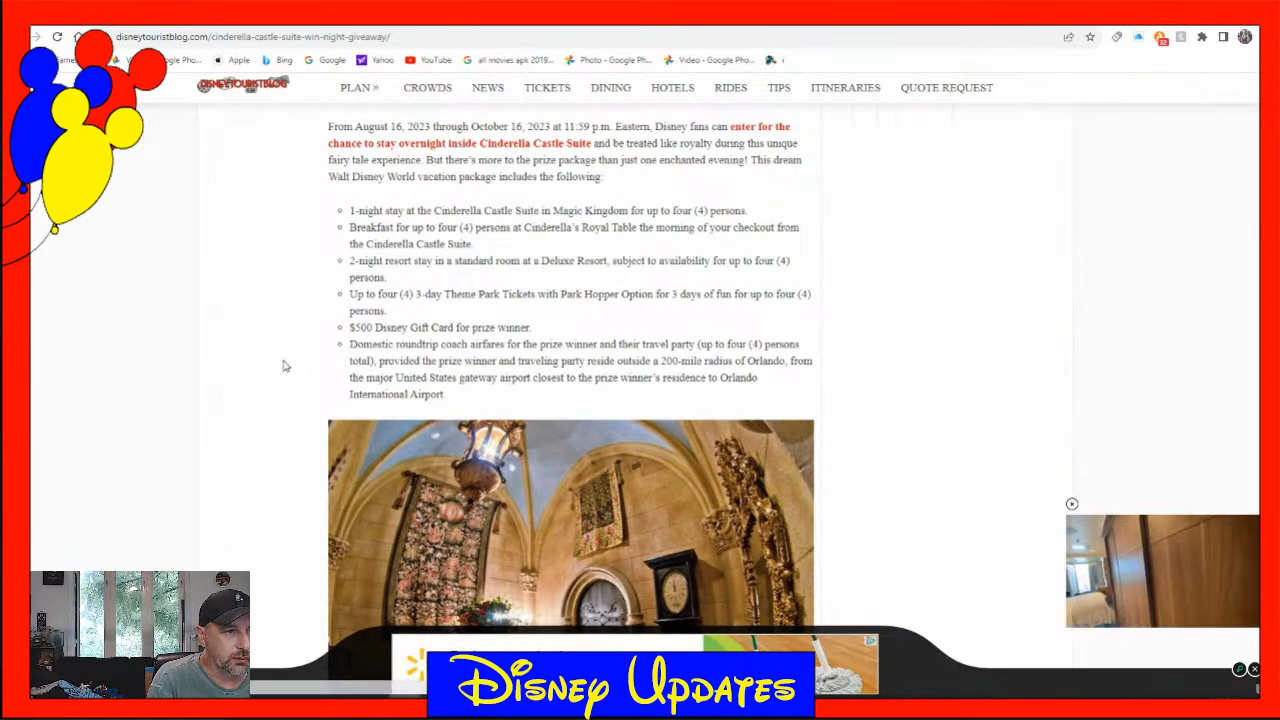 disneytouristblog.com/cinderella-castle-suite-win-night-giveaway/
Apple Bing Google Yahoo YouTube all movies apk 2019... Photo - Google Ph... Video - Google Pho...
DISNEYTOURISTBLOG PLAN » CROWDS NEWS TICKETS DINING HOTELS RIDES TIPS ITINERARIES QUOTE REQUEST
From August 16, 2023 through October 16, 2023 at 11:59 p.m. Eastern, Disney fans can enter for the
chance to stay overnight inside Cinderella Castle Suite and be treated like royalty during this unique
fairy tale experience. But there's more to the prize package than just one enchanted evening! This dream
Walt Disney World vacation package includes the following:
1-night stay at the Cinderella Castle Suite in Magic Kingdom for up to four (4) persons.
Breakfast for up to four (4) persons at Cinderella's Royal Table the morning of your checkout from
the Cinderella Castle Suite.
2-night resort stay in a standard room at a Deluxe Resort, subject to availability for up to four (4)
persons.
Up to four (4) 3-day Theme Park Tickets with Park Hopper Option for 3 days of fun for up to four (4)
persons.
$500 Disney Gift Card for prize winner.
Domestic roundtrip coach airfares for the prize winner and their travel party (up to four (4) persons
total), provided the prize winner and traveling party reside outside a 200-mile radius of Orlando, from
the major United States gateway airport closest to the prize winner's residence to Orlando
International Airport.
DISNEY UPDATES